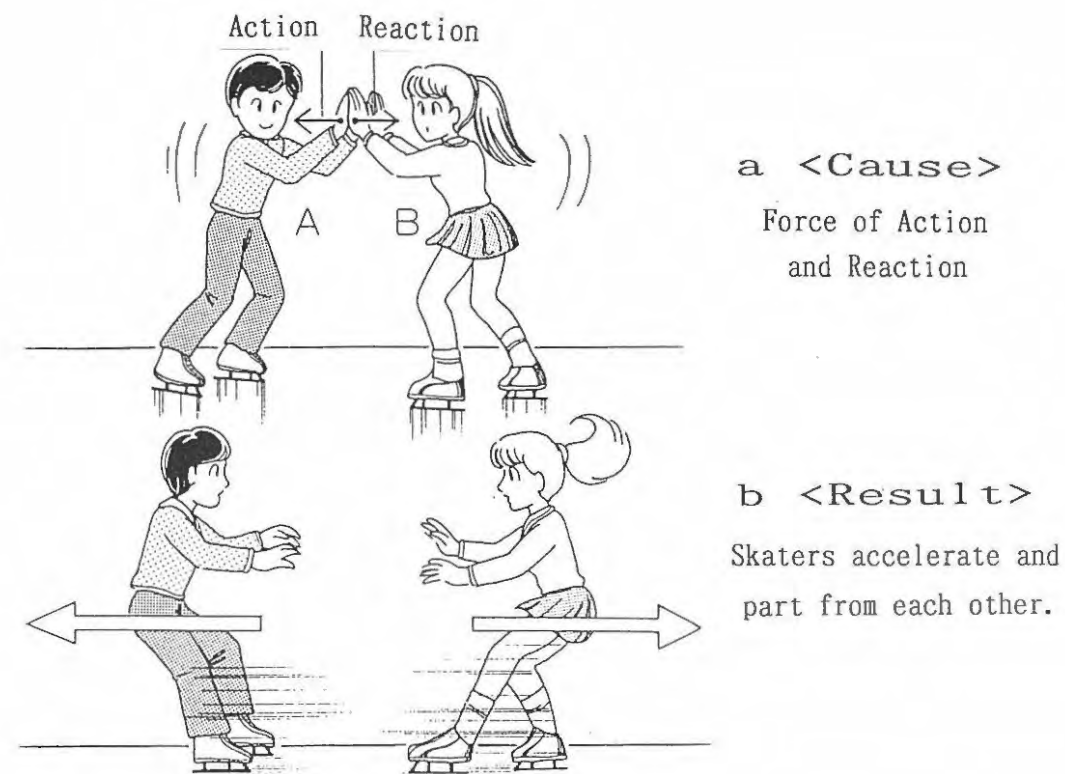 Action Reaction
A B
a <Cause>
Force of Action
and Reaction
b <Result>
Skaters accelerate and
part from each other.